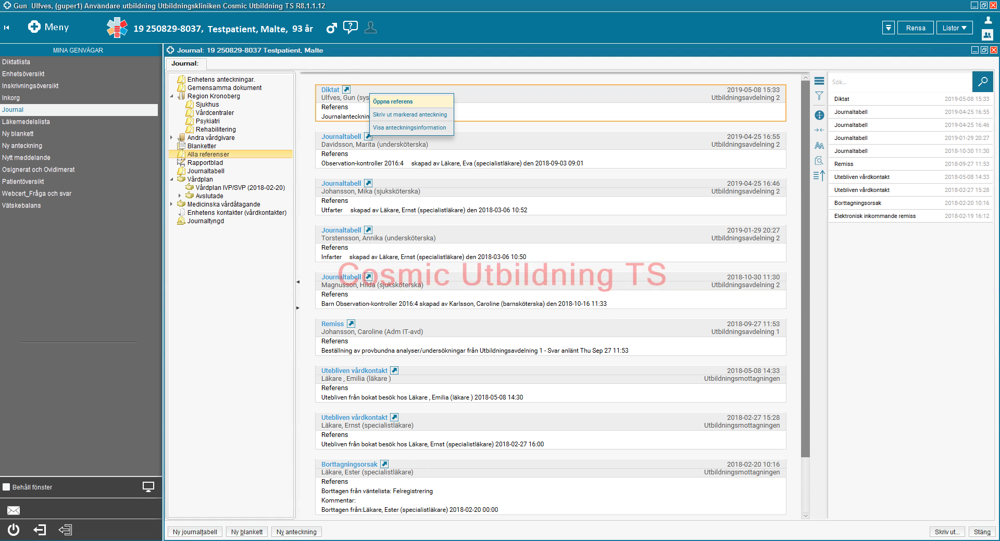 Gun Ulfves, (guper1) Användare utbildning Utbildningskliniken Cosmic Utbildning TS R8.1.1.12
Meny
19 250829-8037, Testpatient, Malte, 93 år
Rensa
Listor
MINA GENVÄGAR
Diktatlista
Enhetsöversikt
Inskrivningsöversikt
Inkorg
Journal
Läkemedelslista
Ny blankett
Ny anteckning
Nytt meddelande
Osignerat och Ovidimerat
Patientöversikt
Webcert_Fråga och svar
Vätskebalans
Behåll fönster
Journal: 19 250829-8037 Testpatient, Malte
Journal:
Enhetens anteckningar.
Gemensamma dokument
Region Kronoberg
Sjukhus
Vårdcentraler
Psykiatri
Rehabilitering
Andra vårdgivare
Blanketter
Alla referenser
Rapportblad
Journaltabell
Vårdplan
Vårdplan IVP/SVP (2018-02-20)
Avslutade
Medicinska vårdåtagande
Enhetens kontakter (vårdkontakter)
Journaltyngd
Diktat 2019-05-08 15:33
Ulfves, Gun (sys Utbildningsavdelning 2
Referens
Journalantecknin
Öppna referens
Skriv ut markerad anteckning
Visa anteckningsinformation
Journaltabell 2019-04-25 16:55
Davidsson, Marita (undersköterska) Utbildningsavdelning 2
Referens
Observation-kontroller 2016:4 skapad av Läkare, Eva (specialistläkare) den 2018-09-03 09:01
Journaltabell 2019-04-25 16:46
Johansson, Mika (sjuksköterska) Utbildningsavdelning 2
Referens
Utfarter skapad av Läkare, Ernst (specialistläkare) den 2018-03-06 10:52
Journaltabell 2019-01-29 20:27
Torstensson, Annika (undersköterska) Utbildningsavdelning 2
Referens
Infarter skapad av Läkare, Ernst (specialistläkare) den 2018-03-06 10:50
Cosmic Utbildning TS
Journaltabell 2018-10-30 11:30
Magnusson, Hilda (sjuksköterska) Utbildningsavdelning 2
Referens
Barn Observation-kontroller 2016:4 skapad av Karlsson, Caroline (barnsköterska) den 2018-10-16 11:33
Remiss 2018-09-27 11:53
Johansson, Caroline (Adm IT-avd) Utbildningsavdelning 1
Referens
Beställning av provbundna analyser/undersökningar från Utbildningsavdelning 1 - Svar anlänt Thu Sep 27 11:53
Utebliven vårdkontakt 2018-05-08 14:33
Läkare , Emilia (läkare ) Utbildningsmottagningen
Referens
Utebliven från bokat besök hos Läkare , Emilia (läkare ) 2018-05-08 14:30
Utebliven vårdkontakt 2018-02-27 15:28
Läkare, Ernst (specialistläkare) Utbildningsmottagningen
Referens
Utebliven från bokat besök hos Läkare, Ernst (specialistläkare) 2018-02-27 16:00
Borttagningsorsak 2018-02-20 10:16
Läkare, Ester (specialistläkare) Utbildningsmottagningen
Referens
Borttagen från väntelista: Felregistrering
Kommentar:
Borttagen från:Läkare, Ester (specialistläkare) 2018-02-20 00:00
Sök...
Diktat 2019-05-08 15:33
Journaltabell 2019-04-25 16:55
Journaltabell 2019-04-25 16:46
Journaltabell 2019-01-29 20:27
Journaltabell 2018-10-30 11:30
Remiss 2018-09-27 11:53
Utebliven vårdkontakt 2018-05-08 14:33
Utebliven vårdkontakt 2018-02-27 15:28
Borttagningsorsak 2018-02-20 10:16
Elektronisk inkommande remiss 2018-02-19 16:12
Ny journaltabell
Ny blankett
Ny anteckning
Skriv ut...
Stäng